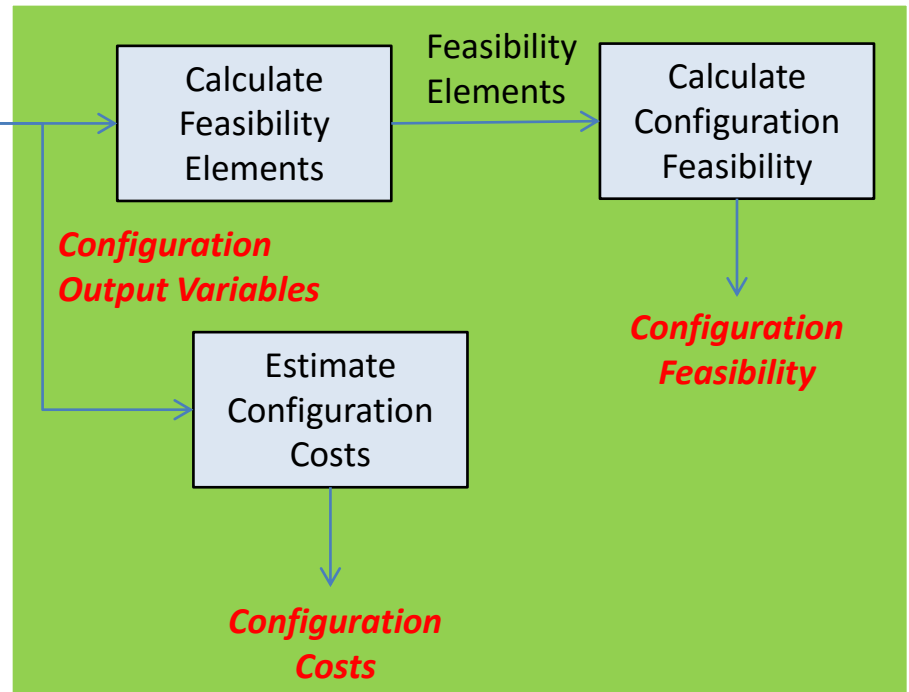 Calculate
Feasibility
Elements
Feasibility
Elements
Calculate
Configuration
Feasibility
Configuration
Output Variables
Configuration
Feasibility
Estimate
Configuration
Costs
Configuration
Costs